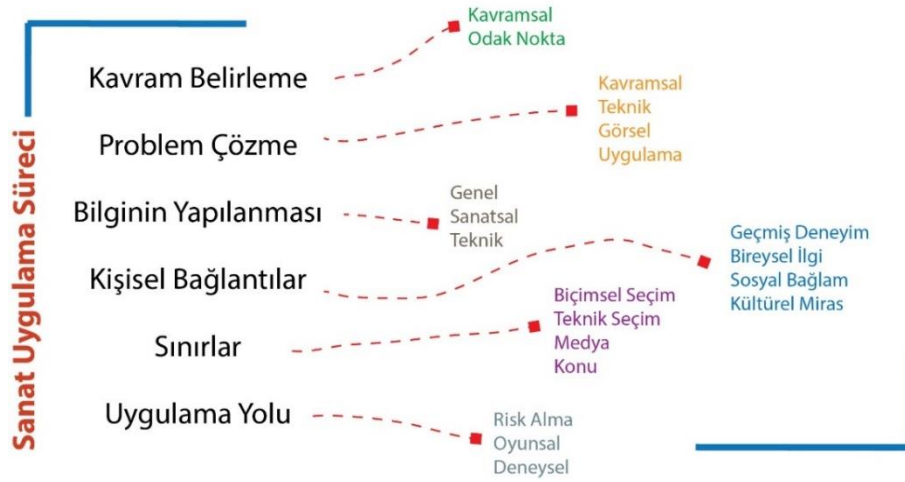 Sanat Uygulama Süreci
Kavram Belirleme
Kavramsal
Odak Nokta
Problem Çözme
Kavramsal
Teknik
Görsel
Uygulama
Bilginin Yapılanması
Genel
Sanatsal
Teknik
Kişisel Bağlantılar
Geçmiş Deneyim
Bireysel İlgi
Sosyal Bağlam
Kültürel Miras
Sınırlar
Biçimsel Seçim
Teknik Seçim
Medya
Konu
Uygulama Yolu
Risk Alma
Oyunsal
Deneysel